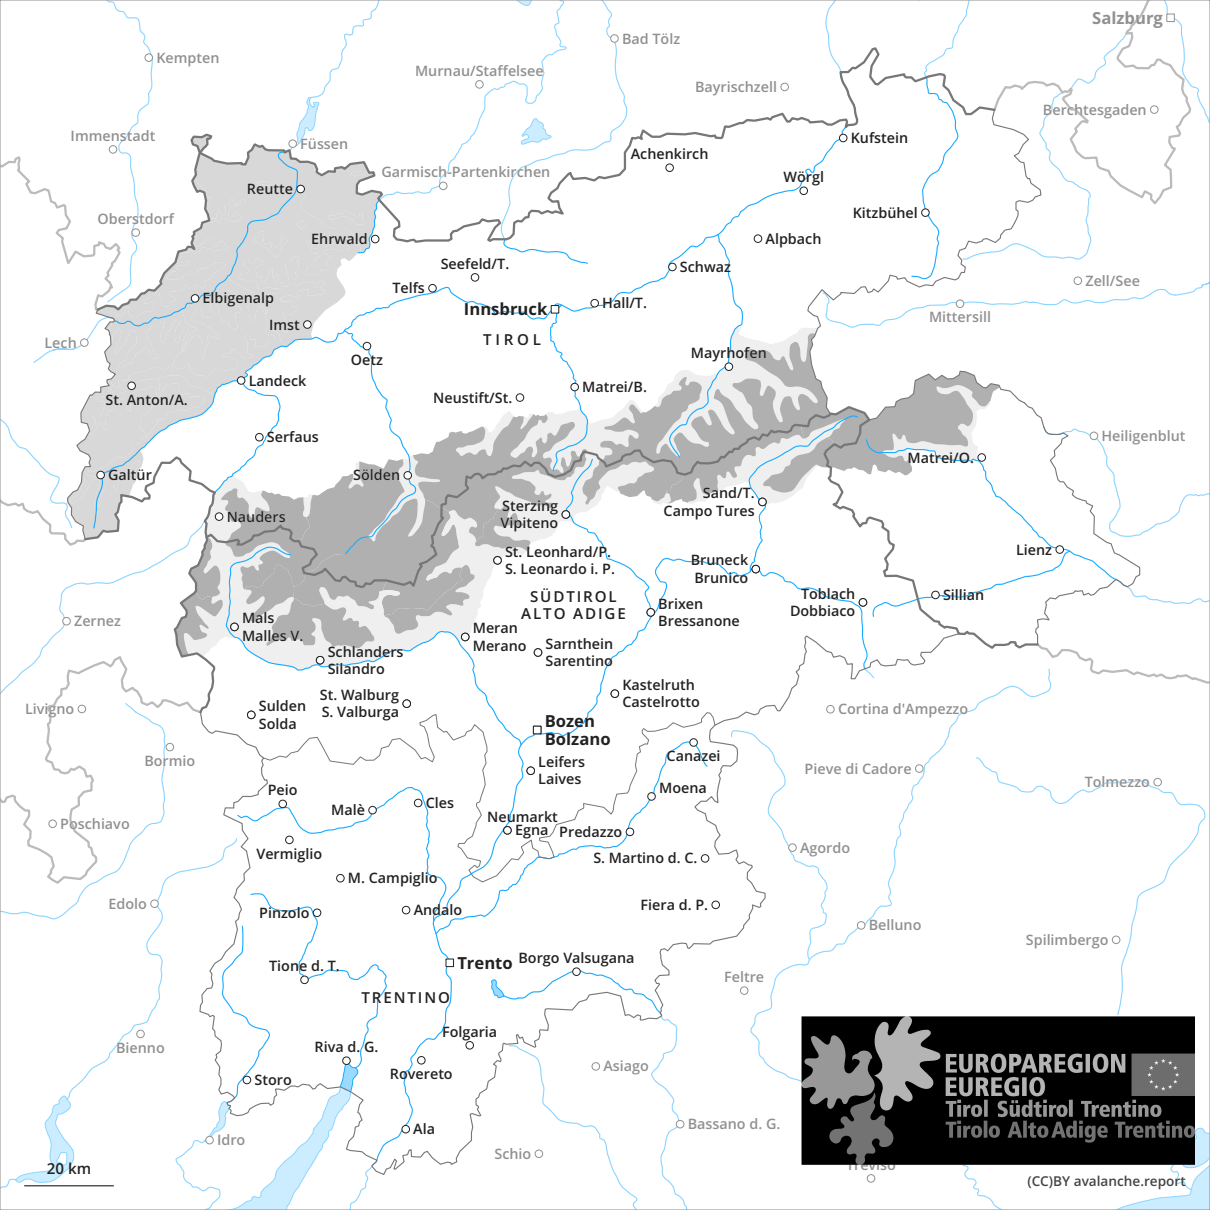 Salzburg
Bad Tölz
Kempten
Murnau/Staffelsee
Bayrischzell
Berchtesgaden
Immenstadt
Füssen
Kufstein
Achenkirch
Garmisch-Partenkirchen
Wörgl
Reutte
Oberstdorf
Kitzbühel
Ehrwald
Alpbach
Seefeld/T.
Schwaz
Zell/See
Telfs
Elbigenalp
Hall/T.
Innsbruck
Mittersill
Imst
TIROL
Lech
Mayrhofen
Oetz
Landeck
Matrei/B.
St. Anton/A.
Neustift/St.
Serfaus
Heiligenblut
Matrei/O.
Galtür
Sölden
Sand/T.
Campo Tures
Sterzing
Vipiteno
Nauders
St. Leonhard/P.
S. Leonardo i. P.
Lienz
Bruneck
Brunico
SÜDTIROL
ALTO ADIGE
Toblach
Dobbiaco
Sillian
Brixen
Bressanone
Zernez
Mals
Malles V.
Meran
Merano
Sarnthein
Sarentino
Schlanders
Silandro
Kastelruth
Castelrotto
St. Walburg
S. Valburga
Livigno
Sulden
Solda
Cortina d'Ampezzo
Bozen
Bolzano
Bormio
Canazei
Leifers
Laives
Pieve di Cadore
Tolmezzo
Peio
Moena
Malè
Cles
Neumarkt
Egna
Poschiavo
Predazzo
Vermiglio
Agordo
S. Martino d. C.
M. Campiglio
Edolo
Pinzolo
Andalo
Fiera d. P.
Belluno
Spilimbergo
Trento
Borgo Valsugana
Tione d. T.
Feltre
TRENTINO
Folgaria
Bienno
Riva d. G.
Asiago
Rovereto
Storo
EUROPAREGION
EUREGIO
Tirol Südtirol Trentino
Tirolo Alto Adige Trentino
Bassano d. G.
Ala
Idro
Schio
Treviso
20 km
(CC)BY avalanche.report